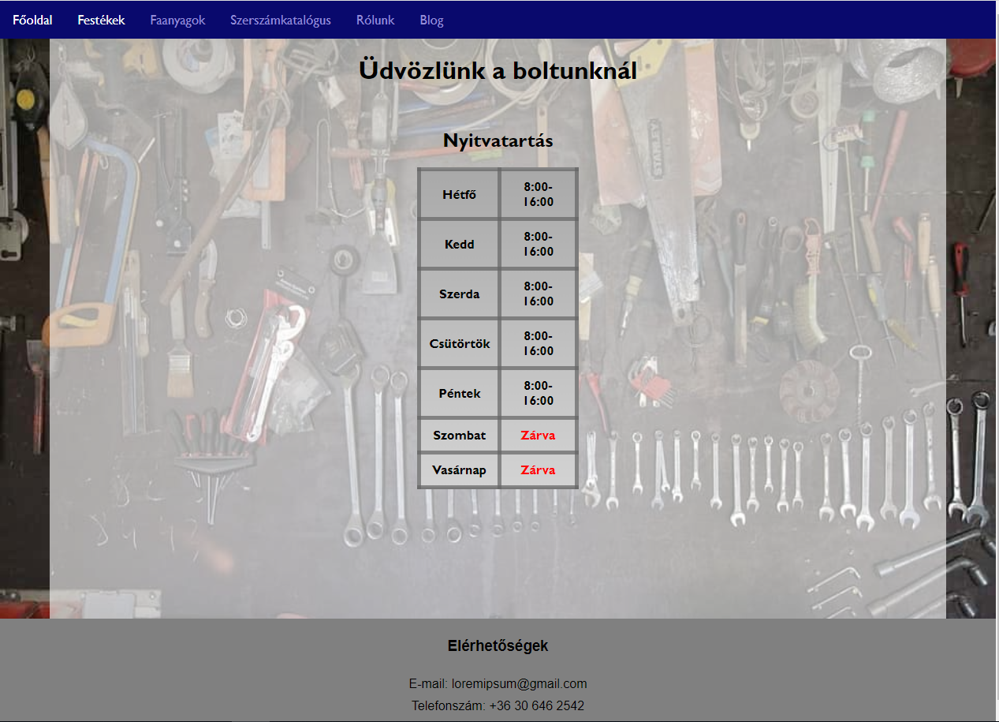 Főoldal Festékek Faanyagok Szerszámkatalógus Rólunk Blog
Üdvözlünk a boltunknál
Nyitvatartás
Hétfő 8:00-
16:00
Kedd 8:00-
16:00
Szerda 8:00-
16:00
Csütörtök 8:00-
16:00
Péntek 8:00-
16:00
Szombat Zárva
Vasárnap Zárva
STANLEY
Elérhetőségek
E-mail: loremipsum@gmail.com
Telefonszám: +36 30 646 2542